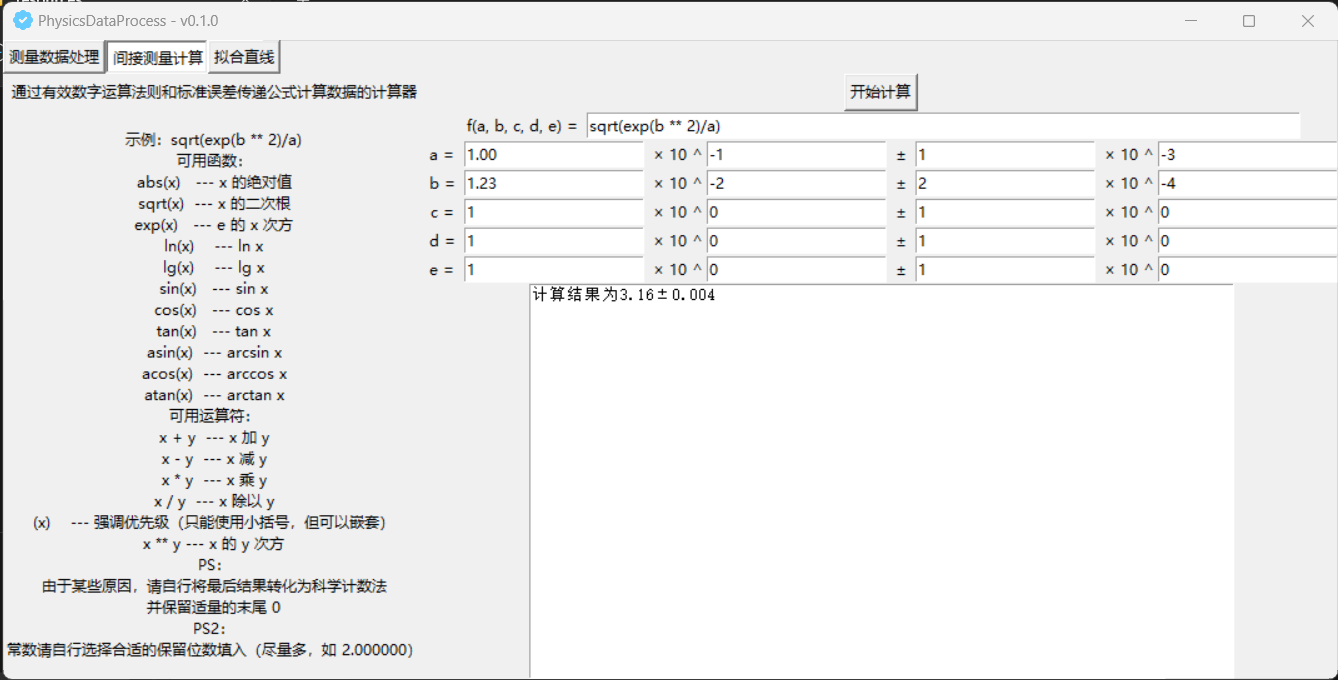 PhysicsDataProcess - v0.1.0
测量数据处理 间接测量计算 拟合直线
通过有效数字运算法则和标准误差传递公式计算数据的计算器
开始计算
示例：sqrt(exp(b ** 2)/a)
可用函数：
abs(x) --- x 的绝对值
sqrt(x) --- x 的二次根
exp(x) --- e 的 x 次方
ln(x) --- ln x
lg(x) --- lg x
sin(x) --- sin x
cos(x) --- cos x
tan(x) --- tan x
asin(x) --- arcsin x
acos(x) --- arccos x
atan(x) --- arctan x
可用运算符：
x + y --- x 加 y
x - y --- x 减 y
x * y --- x 乘 y
x / y --- x 除以 y
(x) --- 强调优先级（只能使用小括号，但可以嵌套）
x ** y --- x 的 y 次方
PS：
由于某些原因，请自行将最后结果转化为科学计数法
并保留适量的末尾 0
PS2：
常数请自行选择合适的保留位数填入（尽量多，如 2.000000）
f(a, b, c, d, e) = sqrt(exp(b ** 2)/a)
a = 1.00 × 10 ^ -1 ± 1 × 10 ^ -3
b = 1.23 × 10 ^ -2 ± 2 × 10 ^ -4
c = 1 × 10 ^ 0 ± 1 × 10 ^ 0
d = 1 × 10 ^ 0 ± 1 × 10 ^ 0
e = 1 × 10 ^ 0 ± 1 × 10 ^ 0
计算结果为3.16±0.004